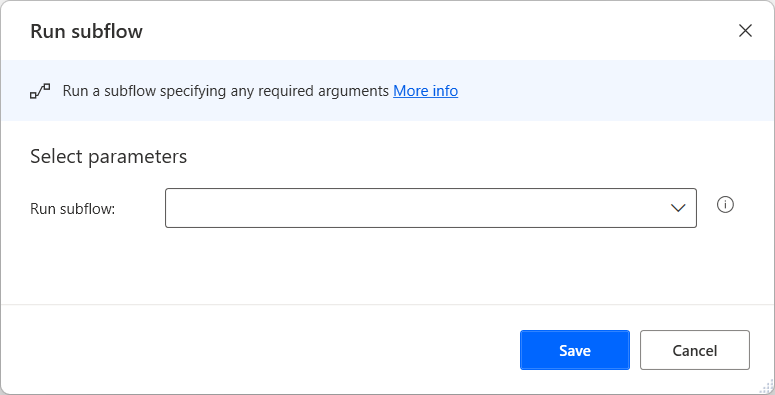 Run subflow
Run a subflow specifying any required arguments More info
Select parameters
Run subflow:
Save Cancel